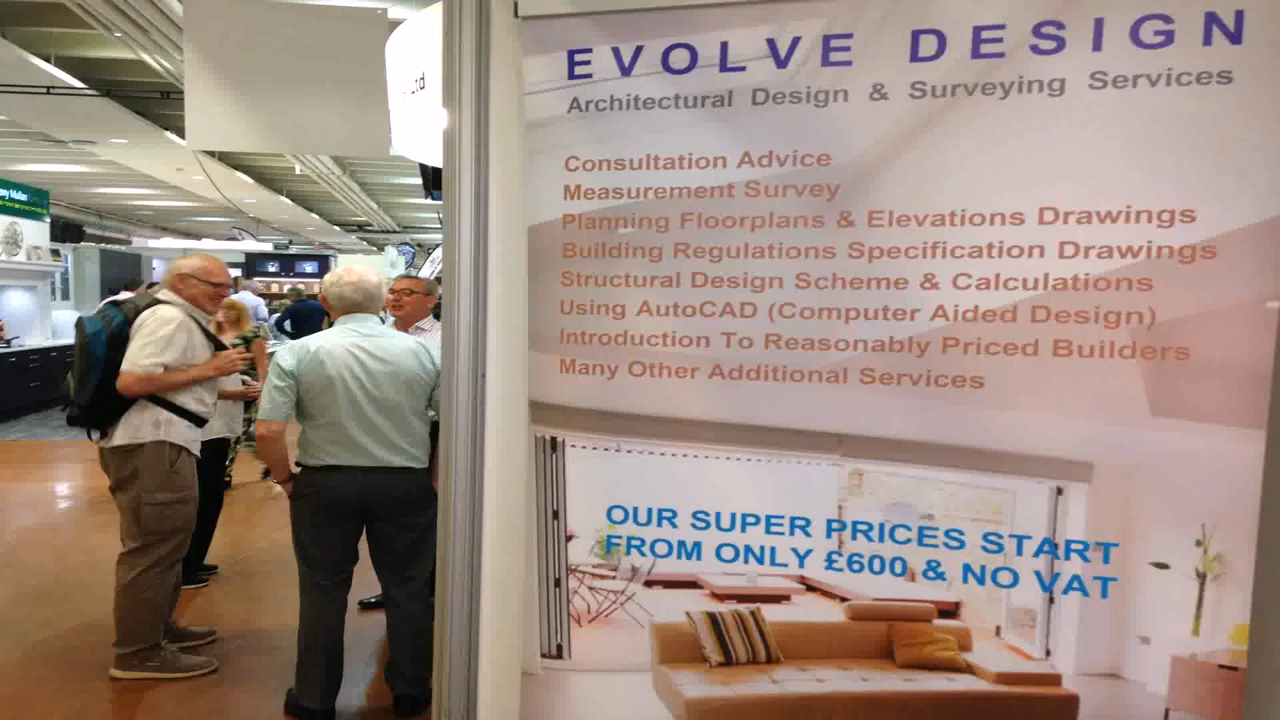 EVOLVE DESIGN
Architectural Design & Surveying Services
Consultation Advice
Measurement Survey
Planning Floorplans & Elevations Drawings
Building Regulations Specification Drawings
Structural Design Scheme & Calculations
Using AutoCAD (Computer Aided Design)
Introduction To Reasonably Priced Builders
Many Other Additional Services
OUR SUPER PRICES START
FROM ONLY £600 & NO VAT
Ltd